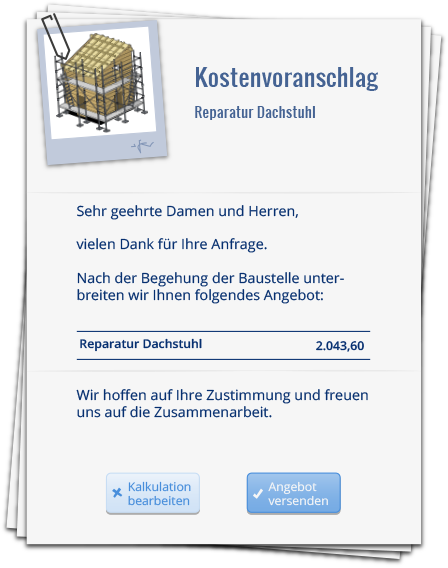 Kostenvoranschlag
Reparatur Dachstuhl
Sehr geehrte Damen und Herren,
vielen Dank für Ihre Anfrage.
Nach der Begehung der Baustelle unter-
breiten wir Ihnen folgendes Angebot:
Reparatur Dachstuhl 2.043,60
Wir hoffen auf Ihre Zustimmung und freuen
uns auf die Zusammenarbeit.
Kalkulation
bearbeiten
Angebot
versenden